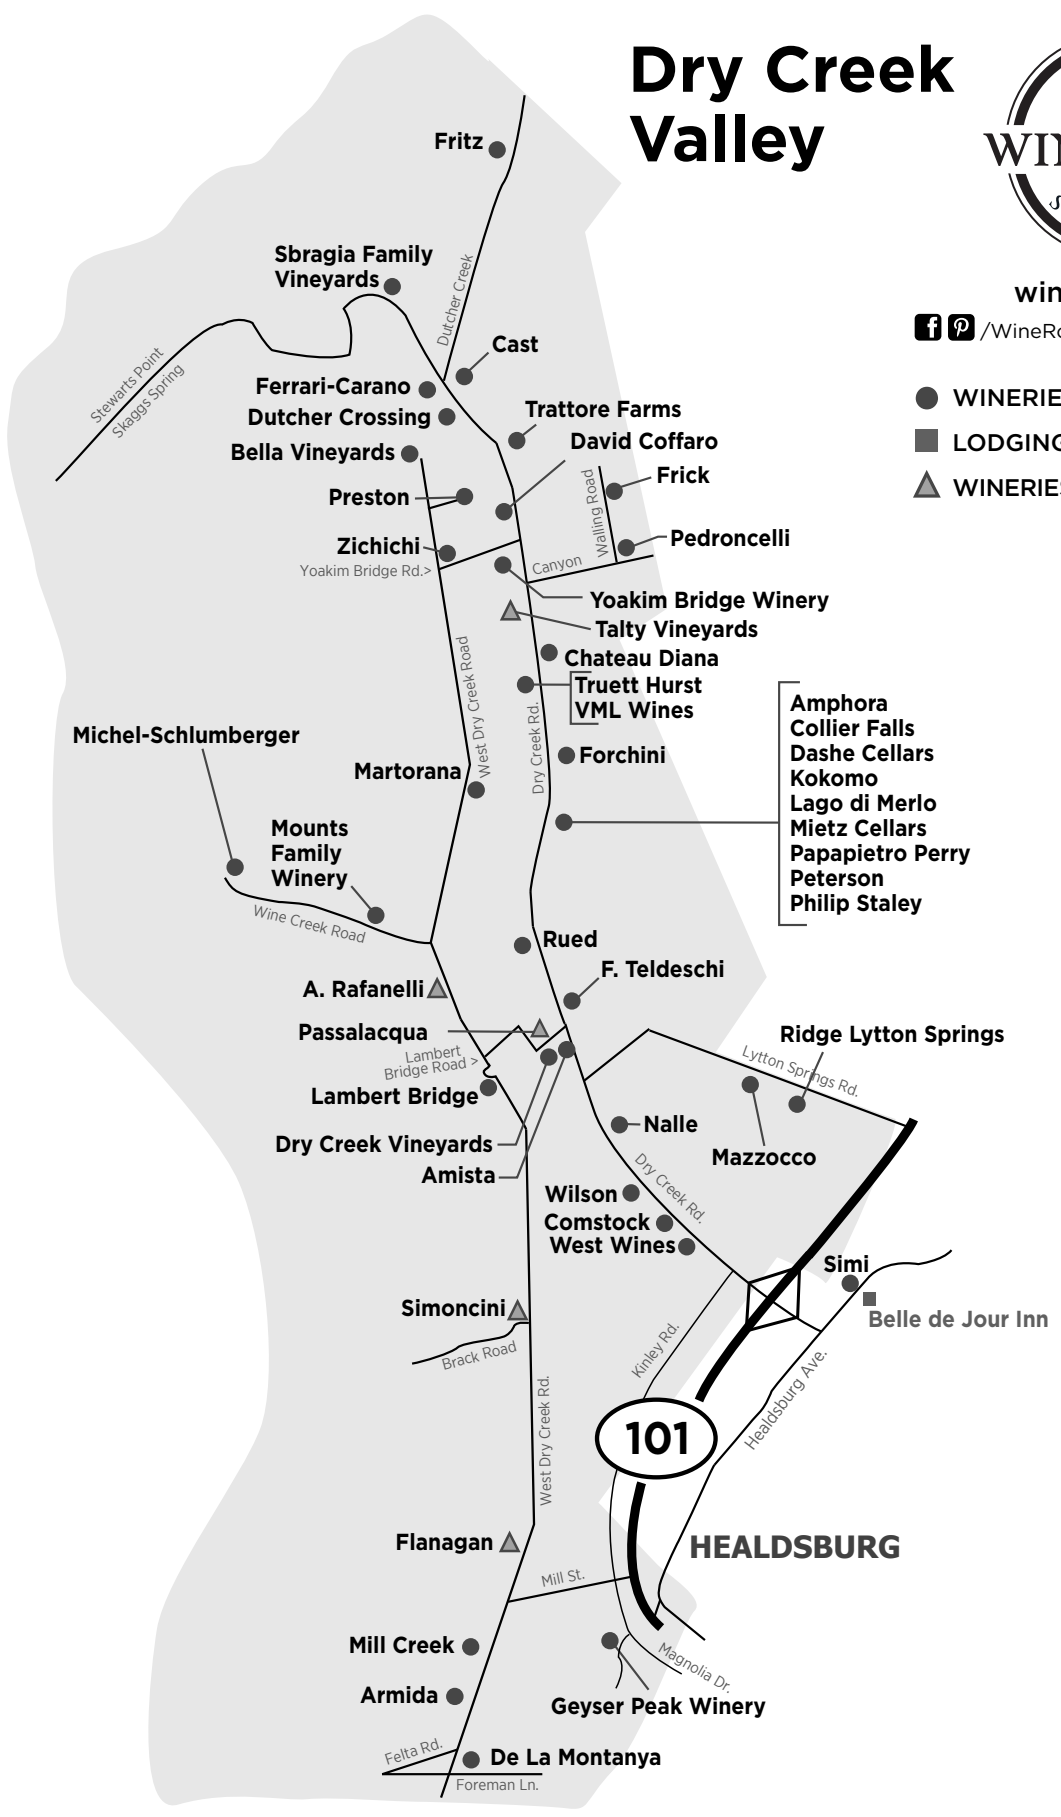 Dry Creek
Valley
WIN
win
/WineRo
WINERIE
LODGING
WINERIES
Fritz
Sbragia Family
Vineyards
Dutcher Creek
Stewarts Point
Skaggs Spring
Cast
Ferrari-Carano
Dutcher Crossing
Trattore Farms
David Coffaro
Bella Vineyards
Frick
Preston
Walling Road
Pedroncelli
Zichichi
Yoakim Bridge Rd.>
Canyon
Yoakim Bridge Winery
Talty Vineyards
Chateau Diana
Truett Hurst
VML Wines
West Dry Creek Road
Dry Creek Rd.
Michel-Schlumberger
Forchini
Martorana
Amphora
Collier Falls
Dashe Cellars
Kokomo
Lago di Merlo
Mietz Cellars
Papapietro Perry
Peterson
Philip Staley
Mounts
Family
Winery
Wine Creek Road
Rued
F. Teldeschi
A. Rafanelli
Passalacqua
Lambert
Bridge Road >
Ridge Lytton Springs
Lytton Springs Rd.
Lambert Bridge
Nalle
Mazzocco
Dry Creek Vineyards
Amista
Dry Creek Rd.
Wilson
Comstock
West Wines
Simi
Belle de Jour Inn
Simoncini
Brack Road
Kinley Rd.
Healdsburg Ave.
West Dry Creek Rd.
101
Flanagan
HEALDSBURG
Mill St.
Mill Creek
Magnolia Dr.
Armida
Geyser Peak Winery
Felta Rd.
De La Montanya
Foreman Ln.